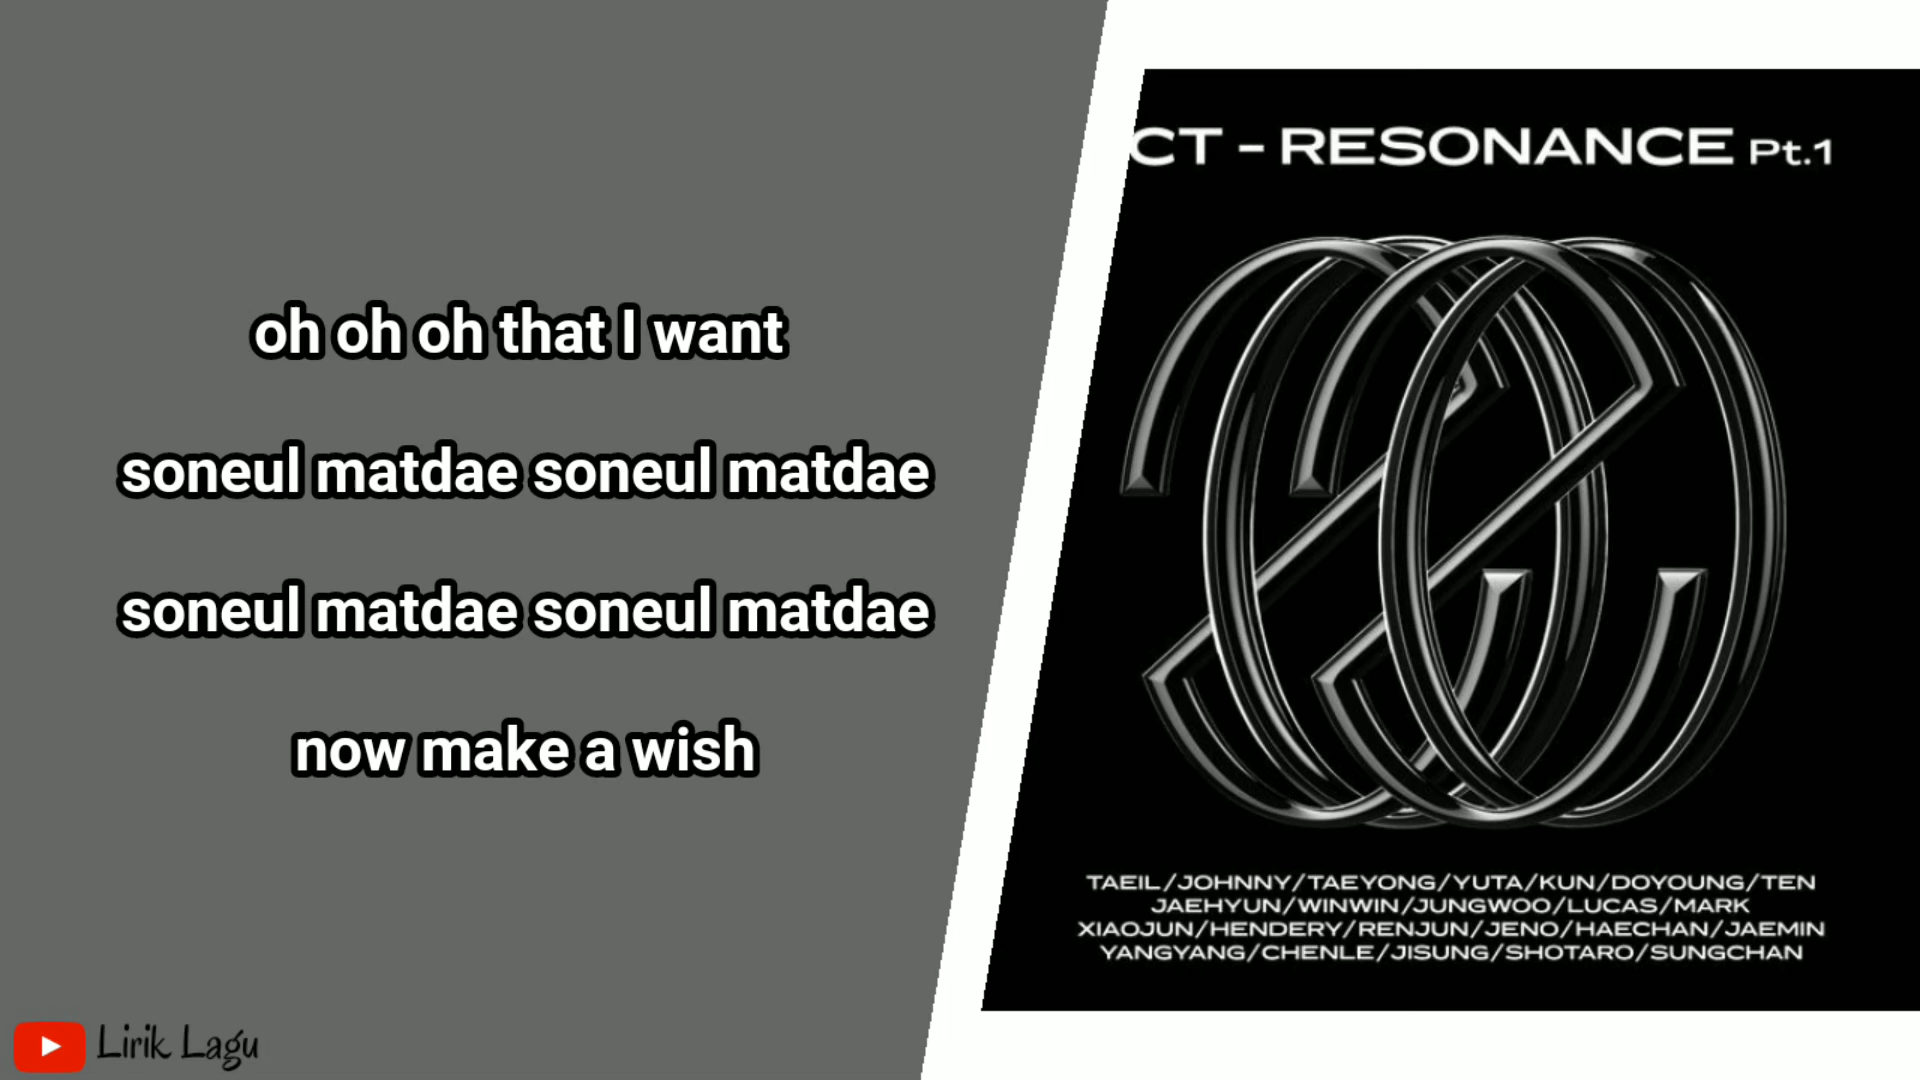 oh oh oh that I want
soneul matdae soneul matdae
soneul matdae soneul matdae
now make a wish
CT - RESONANCE Pt.1
TAEIL/JOHNNY/TAEYONG/YUTA/KUN/DOYOUNG/TEN
JAEHYUN/WINWIN/JUNGWOO/LUCAS/MARK
XIAOJUN/HENDERY/RENJUN/JENO/HAECHAN/JAEMIN
YANGYANG/CHENLE/JISUNG/SHOTARO/SUNGCHAN
Lirik Lagu